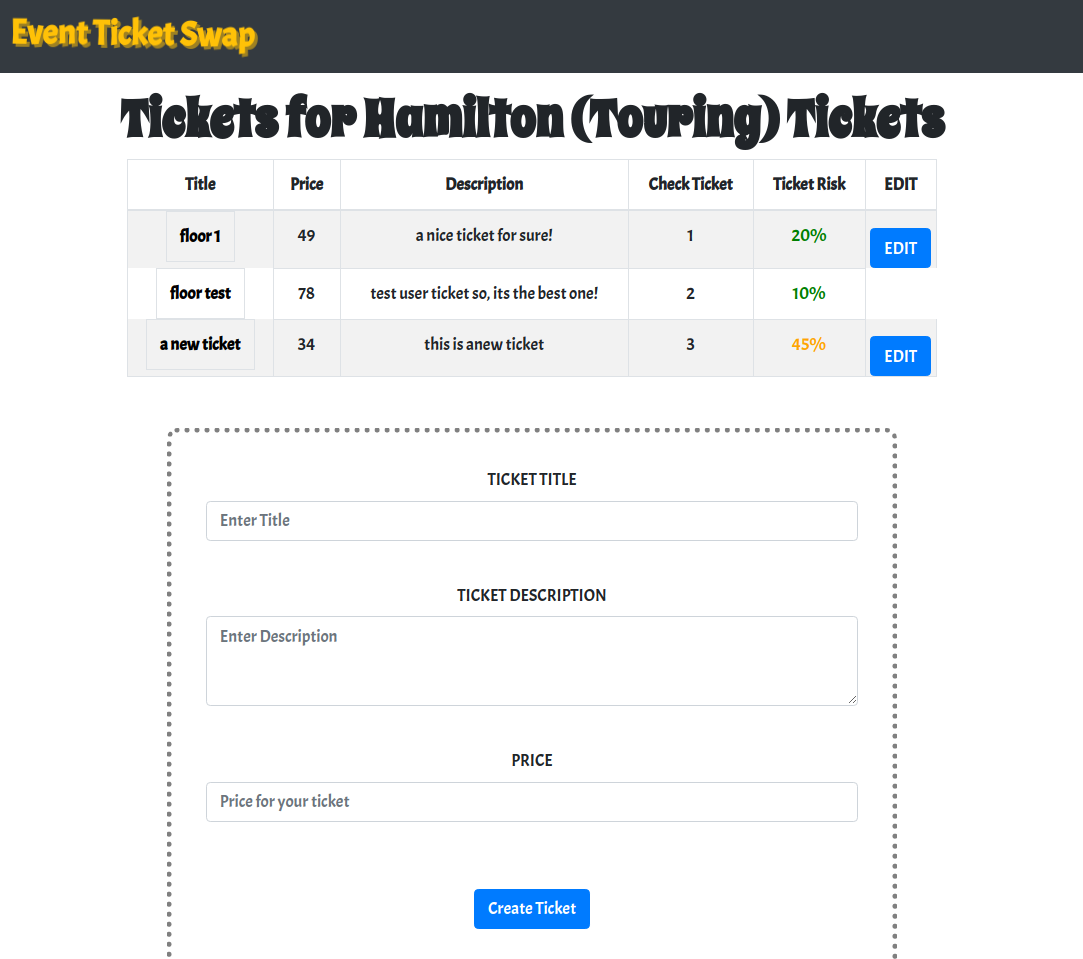 Event Ticket Swap
Tickets for Hamilton (Touring) Tickets
Title Price Description Check Ticket Ticket Risk EDIT
floor 1 49 a nice ticket for sure! 1 20% EDIT
floor test 78 test user ticket so, its the best one! 2 10%
a new ticket 34 this is anew ticket 3 45% EDIT
TICKET TITLE
Enter Title
TICKET DESCRIPTION
Enter Description
PRICE
Price for your ticket
Create Ticket